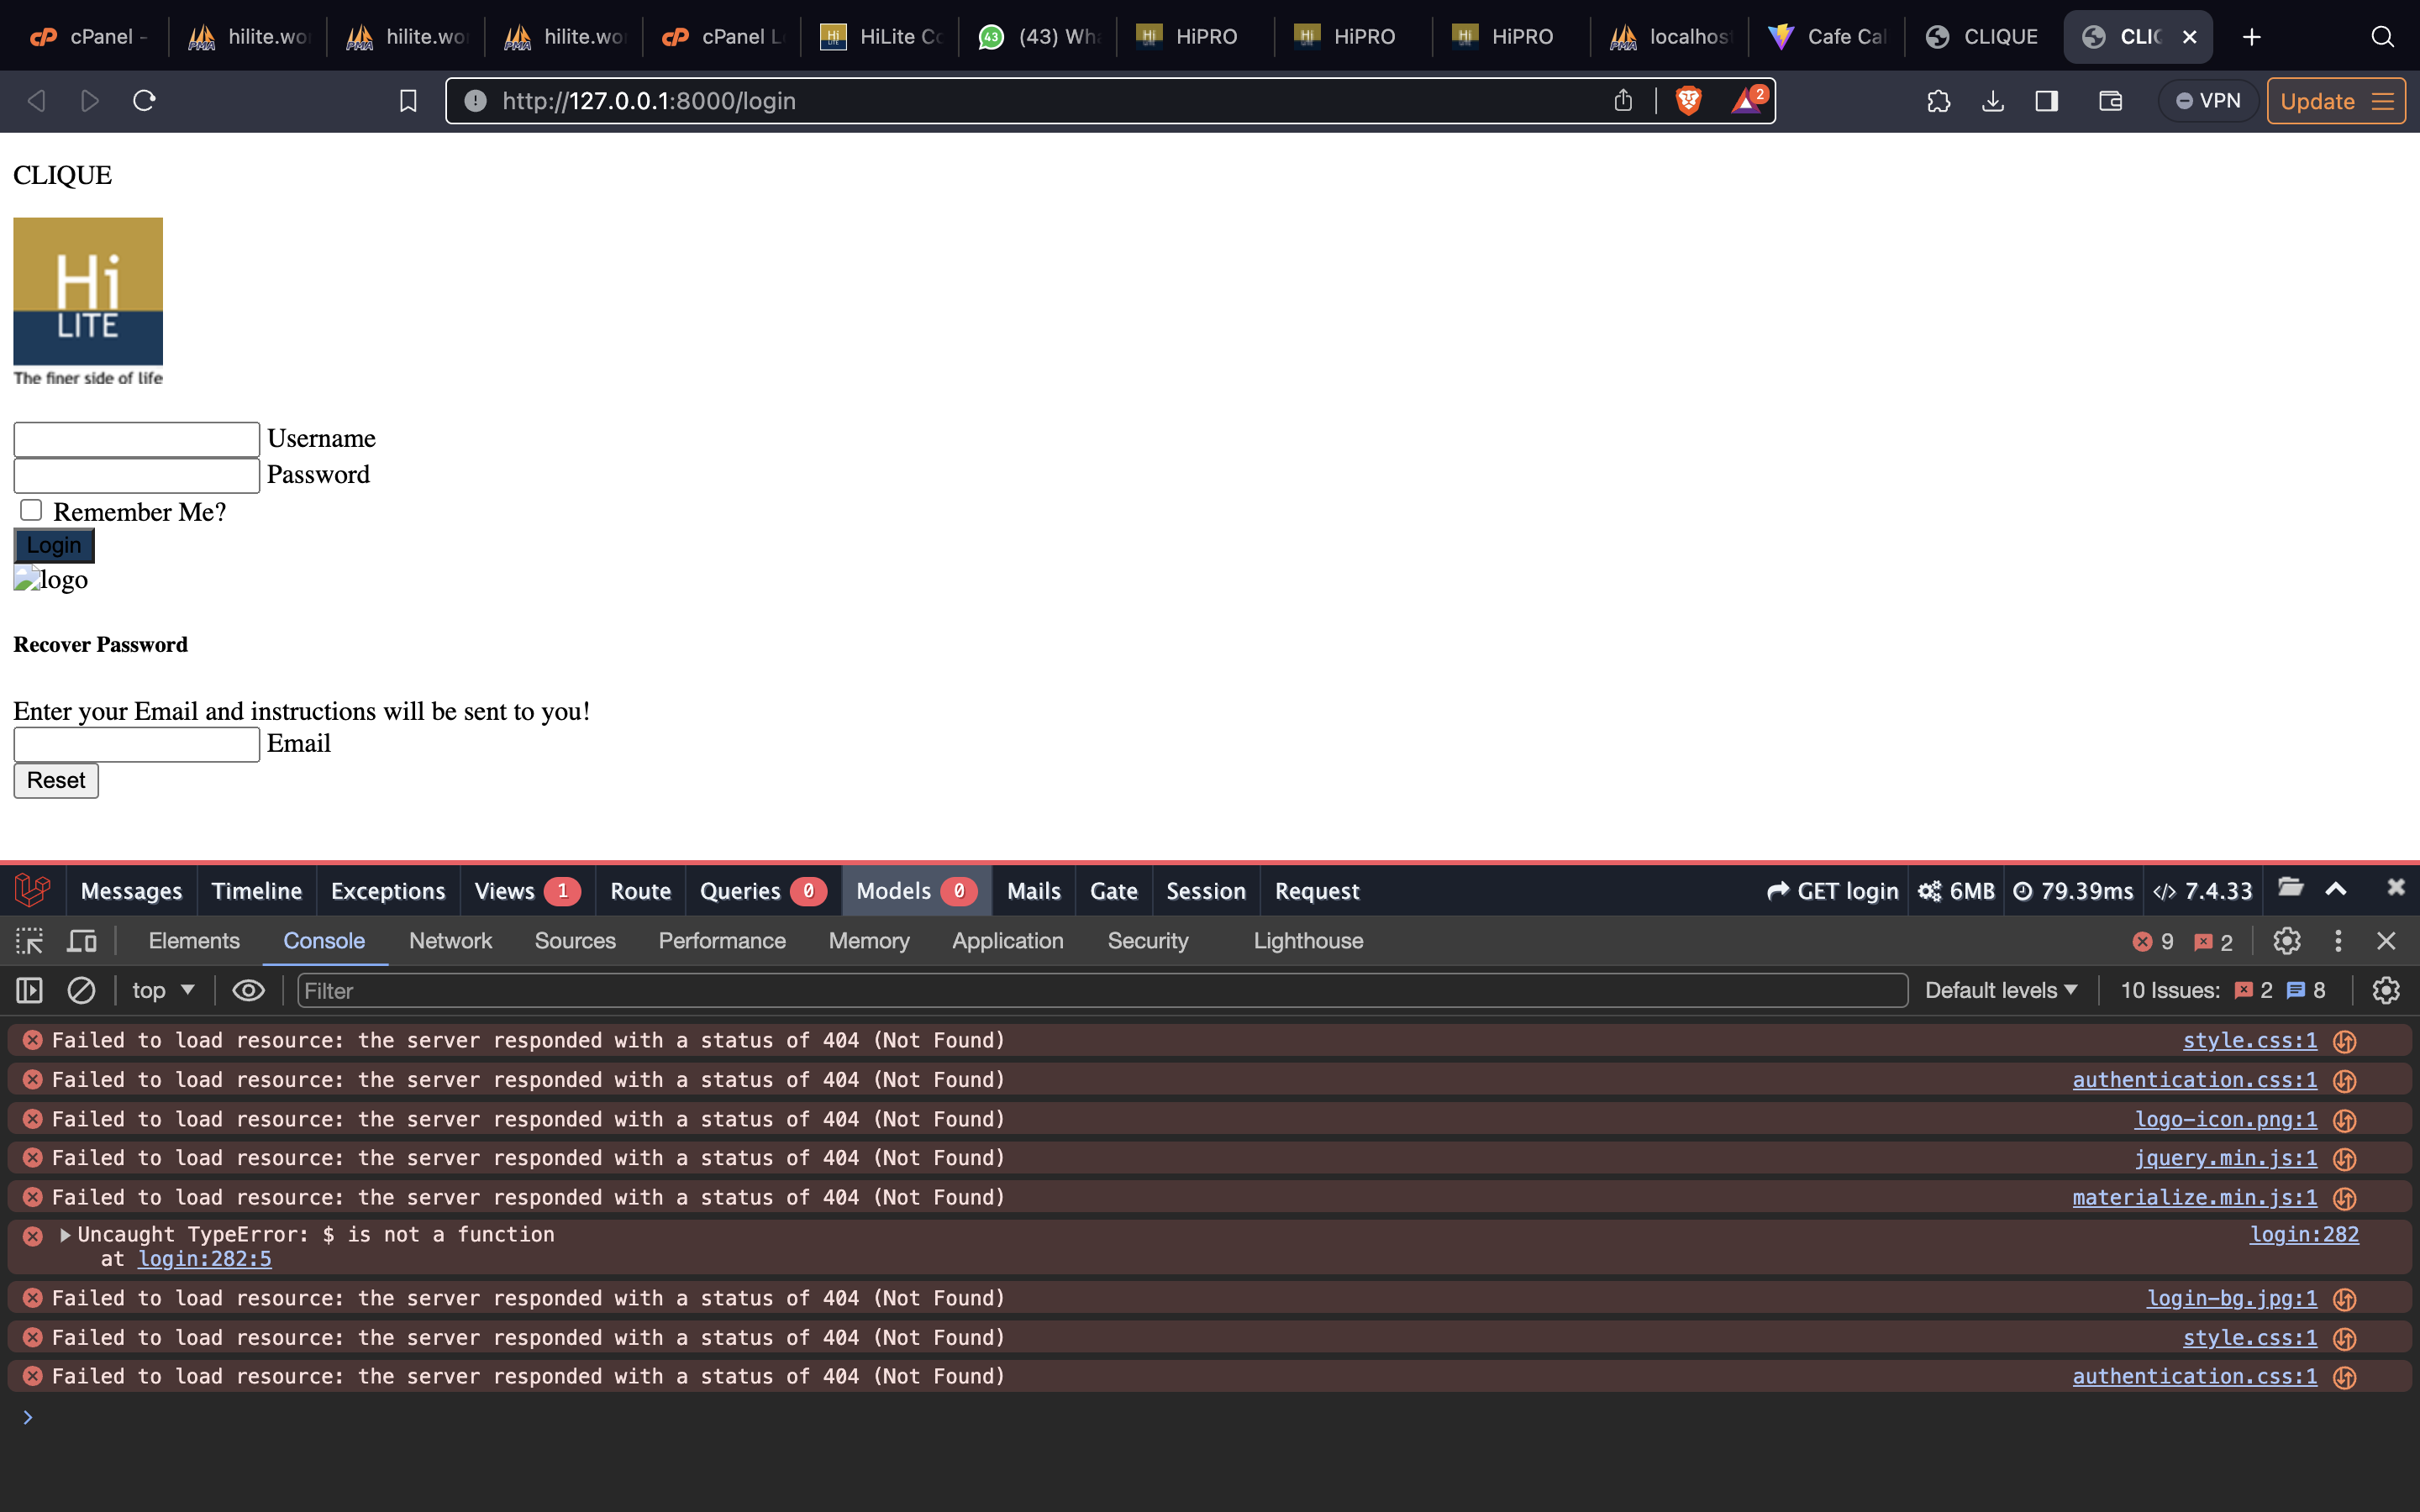 cPanel - hilite.wor hilite.wor hilite.wor cPanel L HiLite Co (43) Wha HiPRO HiPRO HiPRO localhos Cafe Cal CLIQUE CLIQ
http://127.0.0.1:8000/login 2 VPN Update
CLIQUE
Hi
LITE
The finer side of life
Username
Password
Remember Me?
Login
logo
Recover Password
Enter your Email and instructions will be sent to you!
Email
Reset
Messages Timeline Exceptions Views 1 Route Queries 0 Models 0 Mails Gate Session Request GET login 6MB 79.39ms 7.4.33
Elements Console Network Sources Performance Memory Application Security Lighthouse 9 2
top Filter Default levels 10 Issues: 2 8
Failed to load resource: the server responded with a status of 404 (Not Found) style.css:1
Failed to load resource: the server responded with a status of 404 (Not Found) authentication.css:1
Failed to load resource: the server responded with a status of 404 (Not Found) logo-icon.png:1
Failed to load resource: the server responded with a status of 404 (Not Found) jquery.min.js:1
Failed to load resource: the server responded with a status of 404 (Not Found) materialize.min.js:1
Uncaught TypeError: $ is not a function login:282
at login:282:5
Failed to load resource: the server responded with a status of 404 (Not Found) login-bg.jpg:1
Failed to load resource: the server responded with a status of 404 (Not Found) style.css:1
Failed to load resource: the server responded with a status of 404 (Not Found) authentication.css:1